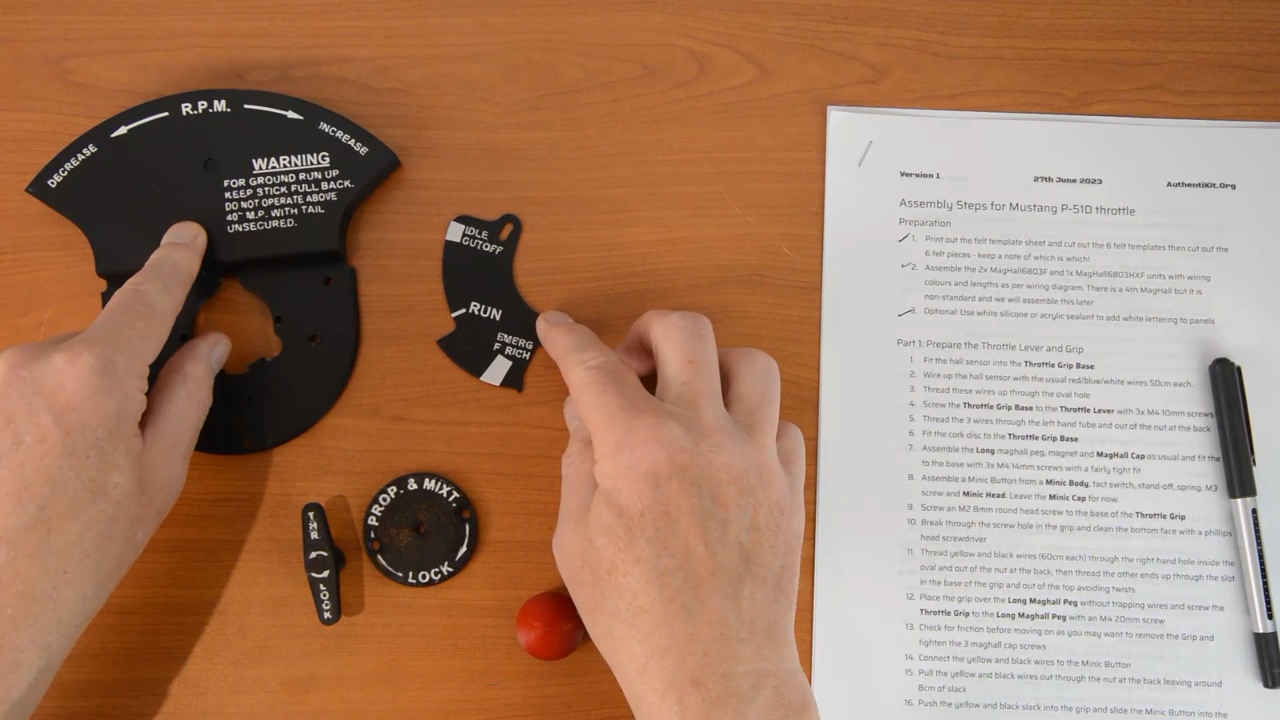 R.P.M.
DECREASE
INCREASE
WARNING
FOR GROUND RUN UP
KEEP STICK FULL BACK.
DO NOT OPERATE ABOVE
40" M.P. WITH TAIL
UNSECURED.
IDLE
CUTOFF
RUN
EMERG
RICH
THR
LOCK
PROP. & MIXT.
LOCK
Version 1
27th June 2023
AuthentiKit.Org
Assembly Steps for Mustang P-51D throttle
Preparation
1. Print out the felt template sheet and cut out the 6 felt templates then cut out the
6 felt pieces - keep a note of which is which!
2. Assemble the 2x MagHall6803F and 1x MagHall6803HXF units with wiring
colours and lengths as per wiring diagram. There is a 4th MagHall but it is
non-standard and we will assemble this later
3. Optional: Use white silicone or acrylic sealant to add white lettering to panels
Part 1: Prepare the Throttle Lever and Grip
1. Fit the hall sensor into the Throttle Grip Base
2. Wire up the hall sensor with the usual red/blue/white wires 50cm each.
3. Thread these wires up through the oval hole
4. Screw the Throttle Grip Base to the Throttle Lever with 3x M4 10mm screws
5. Thread the 3 wires through the left hand tube and out of the nut at the back
6. Fit the cork disc to the Throttle Grip Base
7. Assemble the Long maghall peg, magnet and MagHall Cap as usual and fit the
to the base with 3x M4 14mm screws with a fairly tight fit
8. Assemble a Minic Button from a Minic Body, tact switch, stand-off, spring, M3
screw and Minic Head. Leave the Minic Cap for now.
9. Screw an M2 8mm round head screw to the base of the Throttle Grip
10. Break through the screw hole in the grip and clean the bottom face with a phillips
head screwdriver
11. Thread yellow and black wires (60cm each) through the right hand hole inside the
oval and out of the nut at the back, then thread the other ends up through the slot
in the base of the grip and out of the top avoiding twists
12. Place the grip over the Long Maghall Peg without trapping wires and screw the
Throttle Grip to the Long Maghall Peg with an M4 20mm screw
13. Check for friction before moving on as you may want to remove the Grip and
tighten the 3 maghall cap screws
14. Connect the yellow and black wires to the Minic Button
15. Pull the yellow and black wires out through the nut at the back leaving around
8cm of slack
16. Push the yellow and black slack into the grip and slide the Minic Button into the